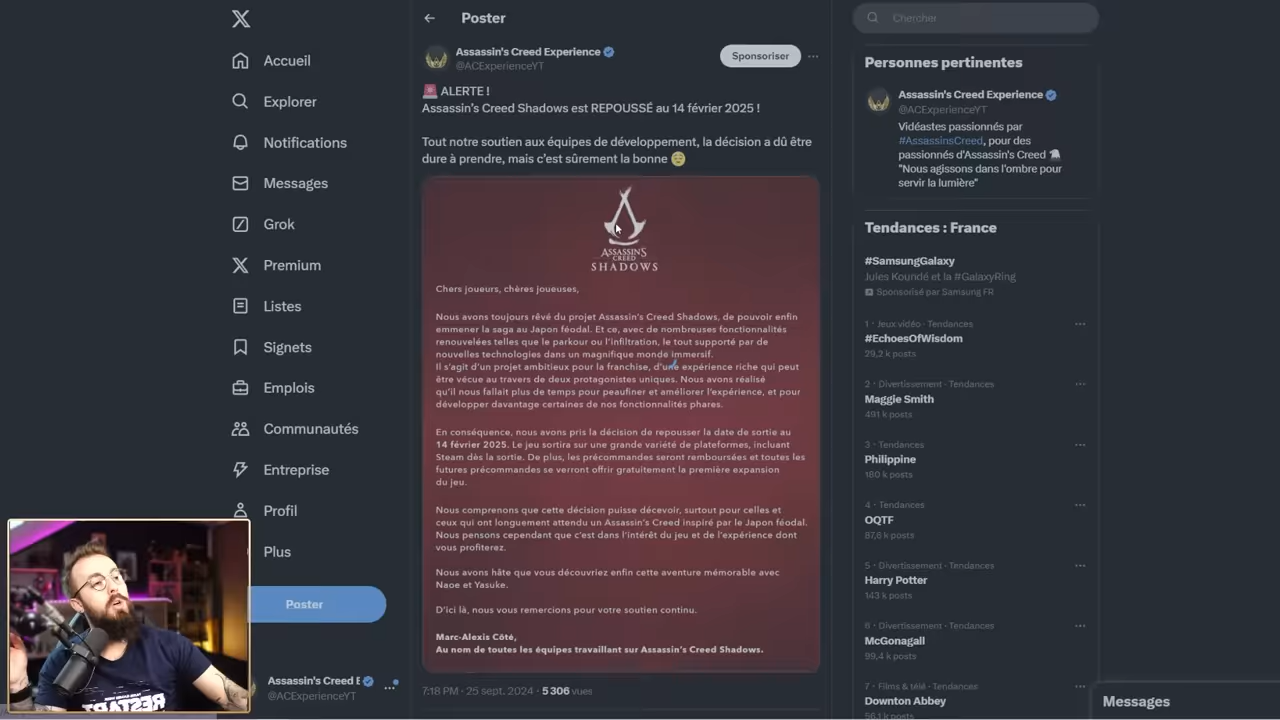 Accueil
Explorer
Notifications
Messages
Grok
Premium
Listes
Signets
Emplois
Communautés
Entreprise
Profil
Plus
Poster
Assassin's Creed E
@ACExperienceYT
Poster
Assassin's Creed Experience
@ACExperienceYT
Sponsoriser
🚨 ALERTE !
Assassin's Creed Shadows est REPOUSSÉ au 14 février 2025 !
Tout notre soutien aux équipes de développement, la décision a dû être
dure à prendre, mais c'est sûrement la bonne 😔
ASSASSIN'S
CREED
SHADOWS
Chers joueurs, chères joueuses,
Nous avons toujours rêvé du projet Assassin's Creed Shadows, de pouvoir enfin
emmener la saga au Japon féodal. Et ce, avec de nombreuses fonctionnalités
renouvelées telles que le parkour ou l'infiltration, le tout supporté par de
nouvelles technologies dans un magnifique monde immersif.
Il s'agit d'un projet ambitieux pour la franchise, d'une expérience riche qui peut
être vécue au travers de deux protagonistes uniques. Nous avons réalisé
qu'il nous fallait plus de temps pour peaufiner et améliorer l'expérience, et pour
développer davantage certaines de nos fonctionnalités phares.
En conséquence, nous avons pris la décision de repousser la date de sortie au
14 février 2025. Le jeu sortira sur une grande variété de plateformes, incluant
Steam dès la sortie. De plus, les précommandes seront remboursées et toutes les
futures précommandes se verront offrir gratuitement la première expansion
du jeu.
Nous comprenons que cette décision puisse décevoir, surtout pour celles et
ceux qui ont longuement attendu un Assassin's Creed inspiré par le Japon féodal.
Nous pensons cependant que c'est dans l'intérêt du jeu et de l'expérience dont
vous profiterez.
Nous avons hâte que vous découvriez enfin cette aventure mémorable avec
Naoe et Yasuke.
D'ici là, nous vous remercions pour votre soutien continu.
Marc-Alexis Côté,
Au nom de toutes les équipes travaillant sur Assassin's Creed Shadows.
7:18 PM · 25 sept. 2024 · 5 306 vues
Chercher
Personnes pertinentes
Assassin's Creed Experience
@ACExperienceYT
Vidéastes passionnés par
#AssassinsCreed, pour des
passionnés d'Assassin's Creed
"Nous agissons dans l'ombre pour
servir la lumière"
Tendances : France
#SamsungGalaxy
Jules Koundé et la #GalaxyRing
Sponsorisé par Samsung FR
1 · Jeux vidéo · Tendances
#EchoesOfWisdom
29,2 k posts
2 · Divertissement · Tendances
Maggie Smith
491 k posts
3 · Tendances
Philippine
180 k posts
4 · Tendances
OQTF
87,6 k posts
5 · Divertissement · Tendances
Harry Potter
143 k posts
6 · Divertissement · Tendances
McGonagall
99,4 k posts
7 · Films & télé · Tendances
Downton Abbey
56,1 k posts
Messages
RESTART